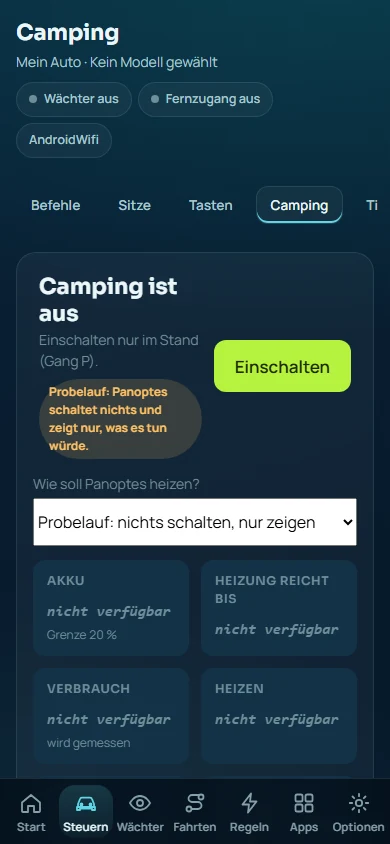 Camping
Mein Auto · Kein Modell gewählt
Wächter aus
Fernzugang aus
AndroidWifi
Befehle
Sitze
Tasten
Camping
Ti
Camping ist
aus
Einschalten nur im Stand
(Gang P).
Einschalten
Probelauf: Panoptes
schaltet nichts und
zeigt nur, was es tun
würde.
Wie soll Panoptes heizen?
Probelauf: nichts schalten, nur zeigen
AKKU
nicht verfügbar
Grenze 20 %
HEIZUNG REICHT
BIS
nicht verfügbar
VERBRAUCH
nicht verfügbar
wird gemessen
HEIZEN
nicht verfügbar
Start
Steuern
Wächter
Fahrten
Regeln
Apps
Optionen